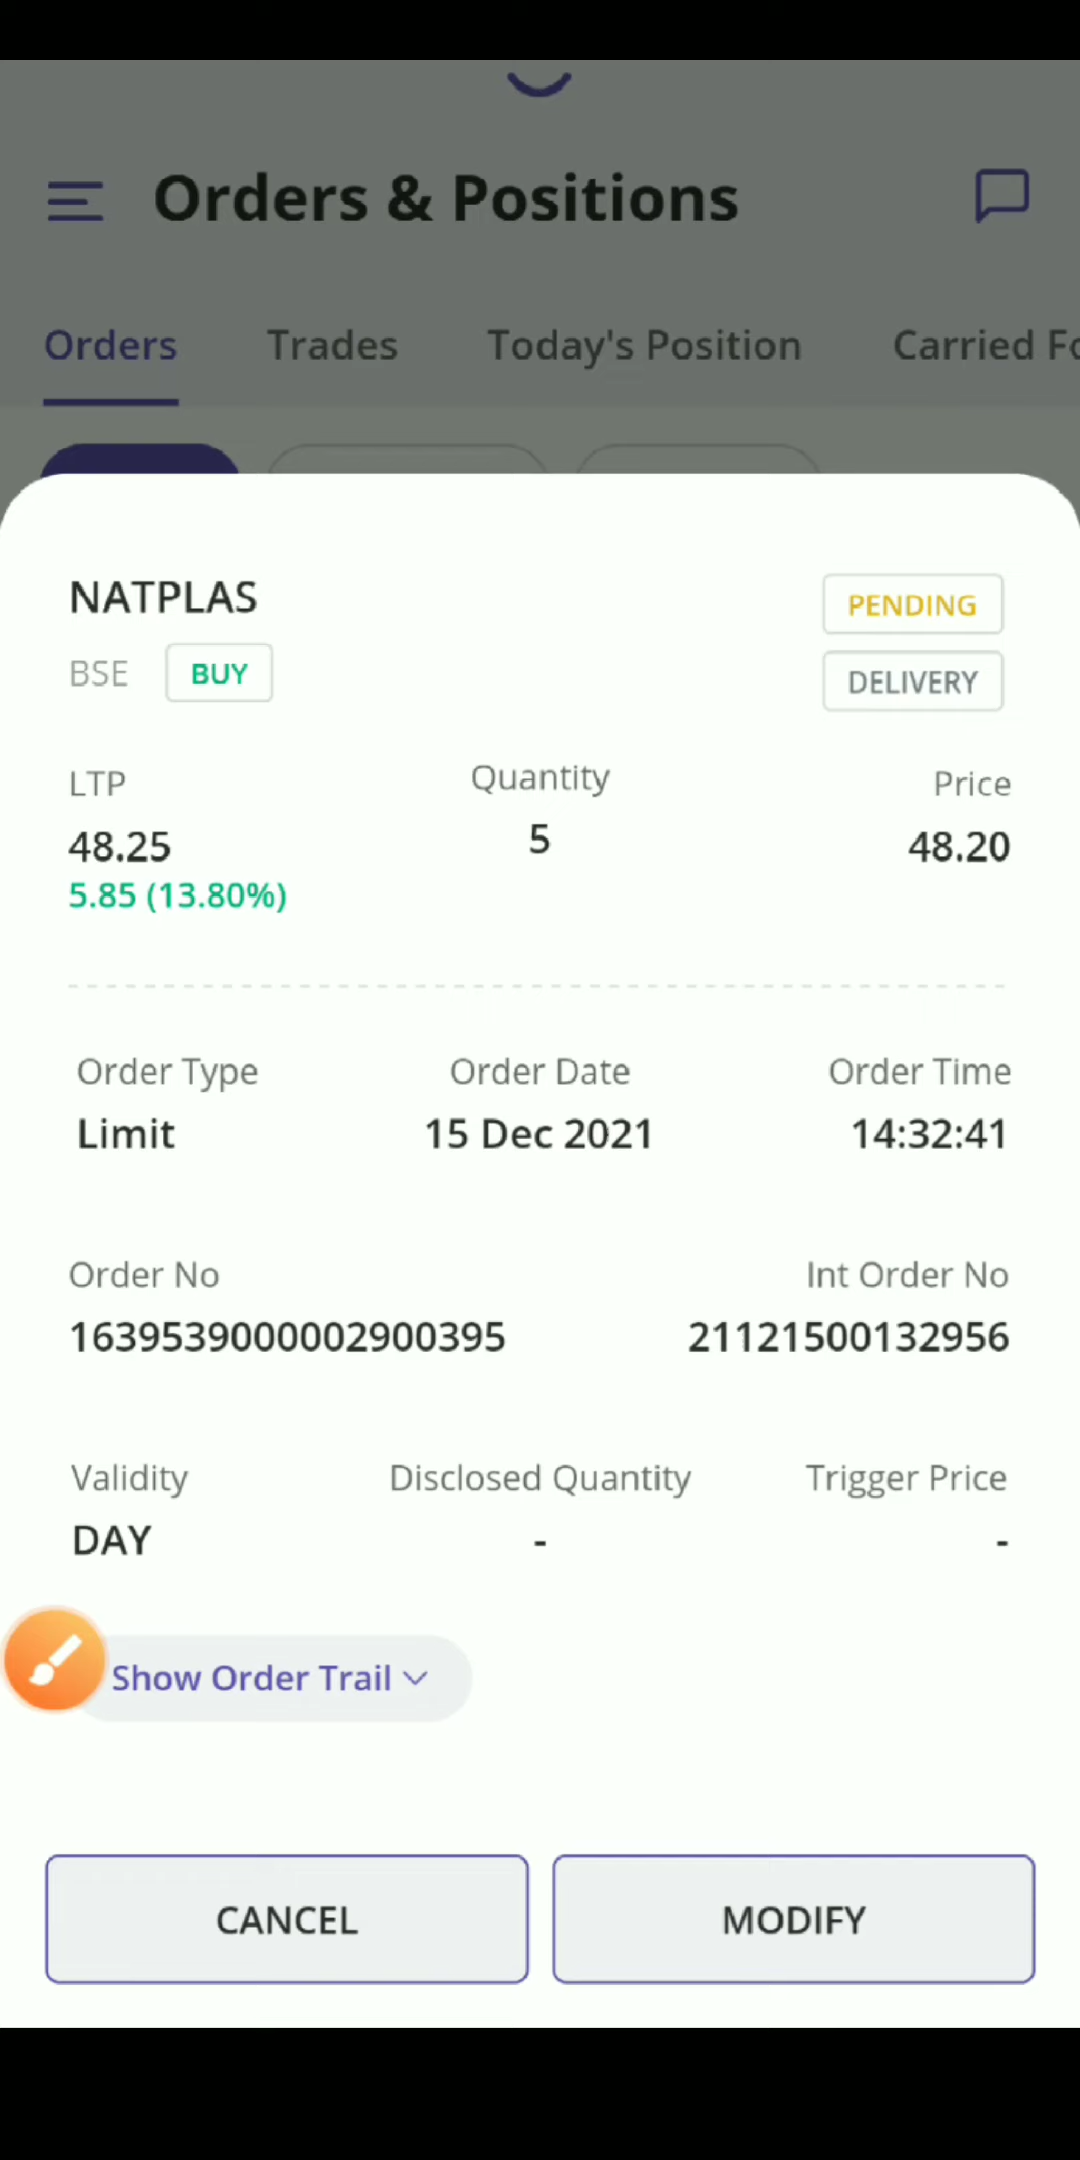 Orders & Positions
Orders Trades Today's Position Carried Fo
NATPLAS PENDING
BSE BUY DELIVERY
LTP Quantity Price
48.25 5 48.20
5.85 (13.80%)
Order Type Order Date Order Time
Limit 15 Dec 2021 14:32:41
Order No Int Order No
1639539000002900395 21121500132956
Validity Disclosed Quantity Trigger Price
DAY - -
Show Order Trail
CANCEL MODIFY